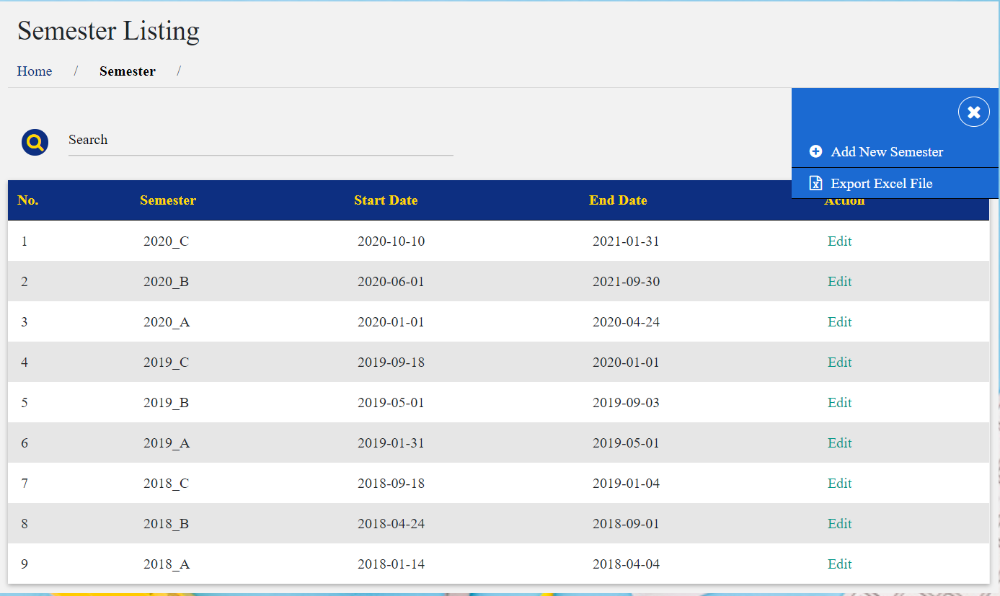 Semester Listing
Home / Semester /
Search
Add New Semester
Export Excel File
No. Semester Start Date End Date Action
1 2020_C 2020-10-10 2021-01-31 Edit
2 2020_B 2020-06-01 2021-09-30 Edit
3 2020_A 2020-01-01 2020-04-24 Edit
4 2019_C 2019-09-18 2020-01-01 Edit
5 2019_B 2019-05-01 2019-09-03 Edit
6 2019_A 2019-01-31 2019-05-01 Edit
7 2018_C 2018-09-18 2019-01-04 Edit
8 2018_B 2018-04-24 2018-09-01 Edit
9 2018_A 2018-01-14 2018-04-04 Edit